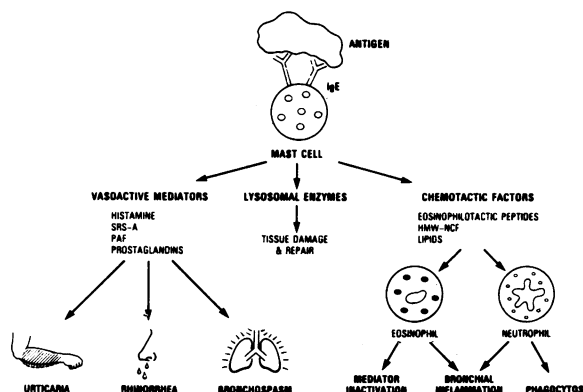 ANTIGEN
IgE
MAST CELL
VASOACTIVE MEDIATORS
HISTAMINE
SRS-A
PAF
PROSTAGLANDINS
LYSOSOMAL ENZYMES
TISSUE DAMAGE
& REPAIR
CHEMOTACTIC FACTORS
EOSINOPHILOTACTIC PEPTIDES
HMW-NCF
LIPIDS
EOSINOPHIL
NEUTROPHIL
URTICARIA
RHINORRHEA
BRONCHOSPASM
MEDIATOR
INACTIVATION
BRONCHIAL
INFLAMMATION
PHAGOCYTOS